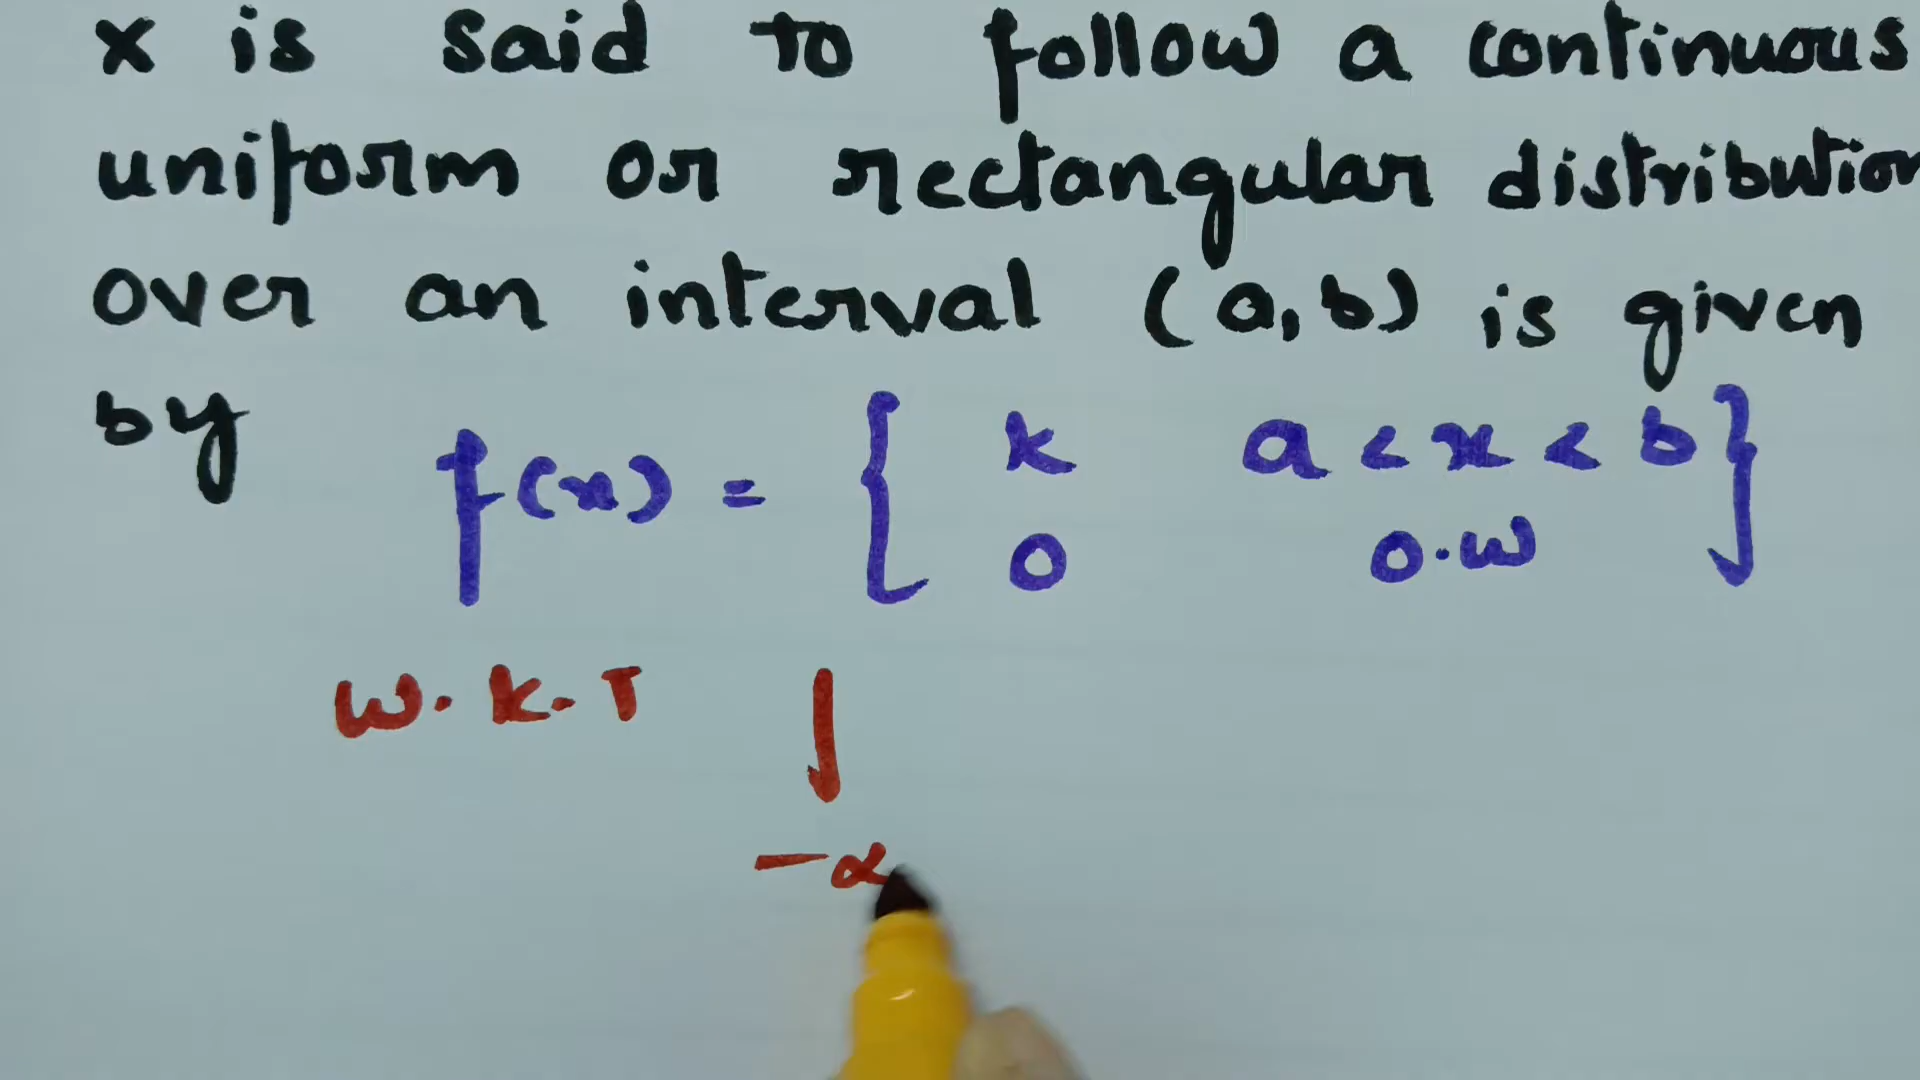 x is said to follow a continuous
uniform or rectangular distribution
over an interval (a,b) is given
by f(x) = { k a < x < b }
0 o.w
w.k.T ∫
-∞